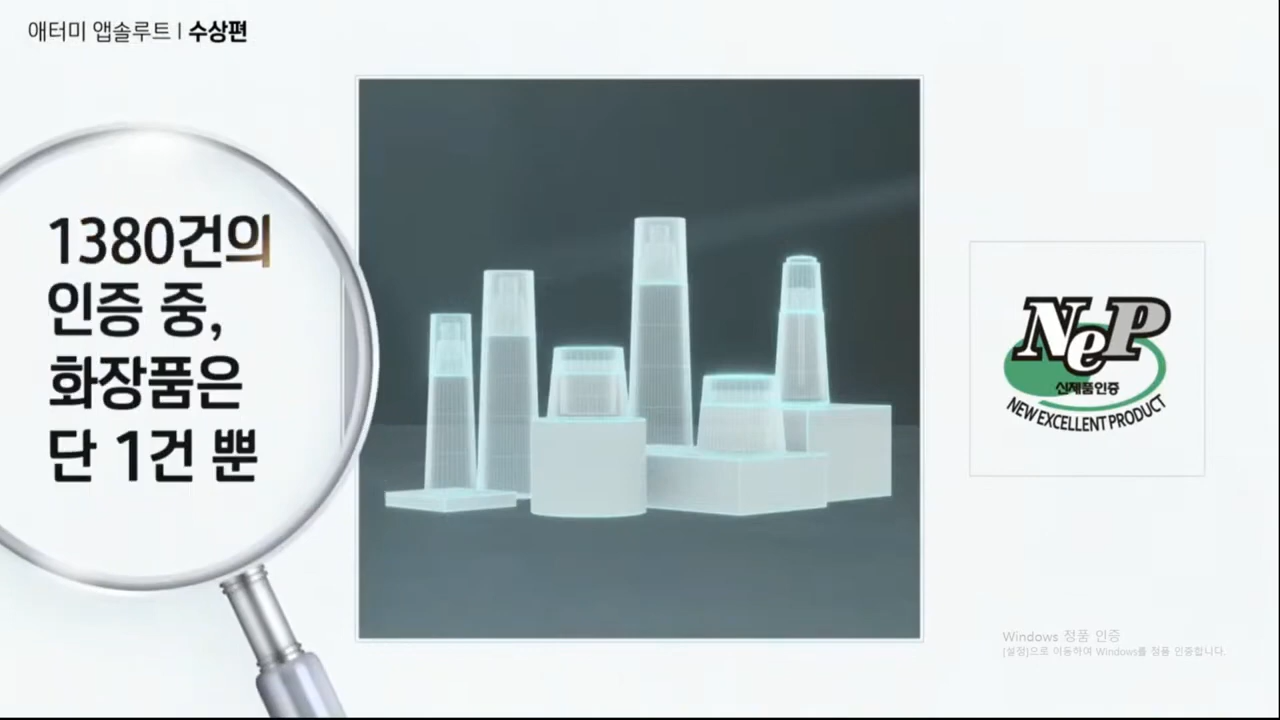 애터미 앱솔루트 | 수상편
1380건의
인증 중,
화장품은
단 1건 뿐
NeP
신제품인증
NEW EXCELLENT PRODUCT
Windows 정품 인증
[설정]으로 이동하여 Windows를 정품 인증합니다.